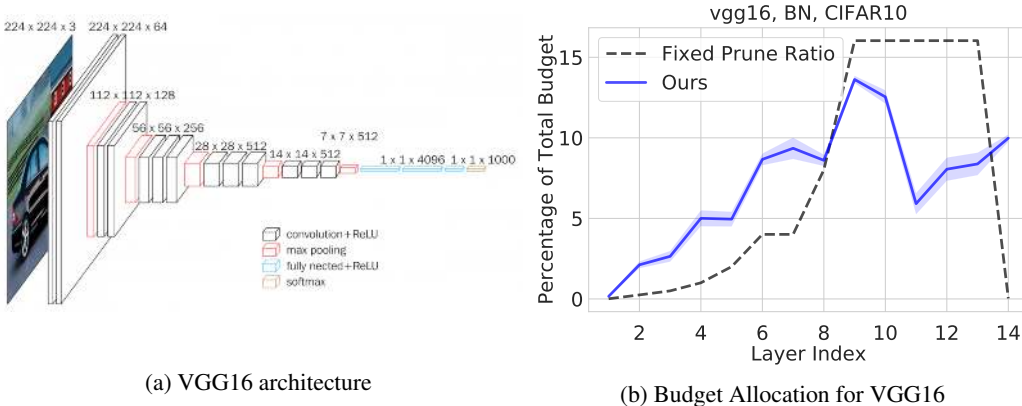 224 x 224 x 3
224 x 224 x 64
112 x 112 x 128
56 x 56 x 256
28 x 28 x 512
14 x 14 x 512
7 x 7 x 512
1 x 1 x 4096
1 x 1 x 1000
convolution+ReLU
max pooling
fully nected+ReLU
softmax
(a) VGG16 architecture
vgg16, BN, CIFAR10
Percentage of Total Budget
15
10
5
0
Fixed Prune Ratio
Ours
2 4 6 8 10 12 14
Layer Index
(b) Budget Allocation for VGG16